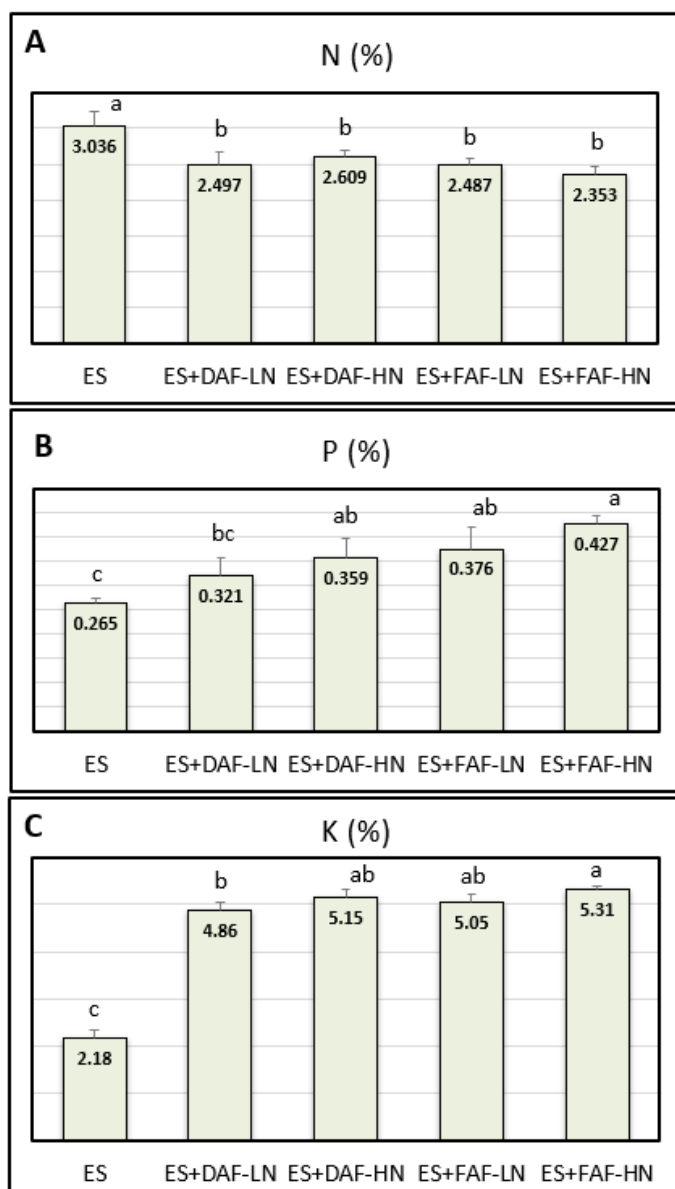 A
N (%)
a
b
b
b
b
3.036
2.497
2.609
2.487
2.353
ES
ES+DAF-LN
ES+DAF-HN
ES+FAF-LN
ES+FAF-HN
B
P (%)
c
bc
ab
ab
a
0.265
0.321
0.359
0.376
0.427
ES
ES+DAF-LN
ES+DAF-HN
ES+FAF-LN
ES+FAF-HN
C
K (%)
c
b
ab
ab
a
2.18
4.86
5.15
5.05
5.31
ES
ES+DAF-LN
ES+DAF-HN
ES+FAF-LN
ES+FAF-HN